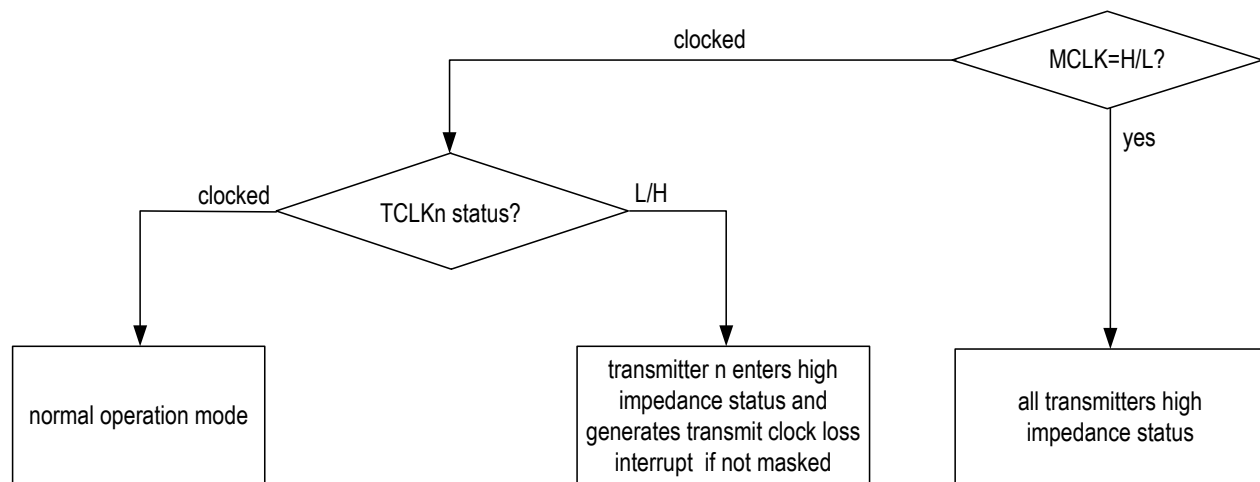 clocked
MCLK=H/L?
yes
clocked
TCLKn status?
L/H
normal operation mode
transmitter n enters high
impedance status and
generates transmit clock loss
interrupt if not masked
all transmitters high
impedance status